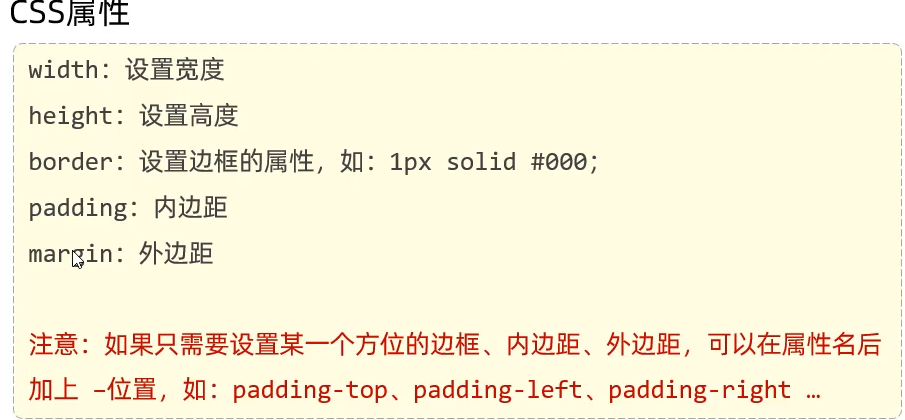 CSS属性
width：设置宽度
height：设置高度
border：设置边框的属性，如：1px solid #000；
padding：内边距
margin：外边距
注意：如果只需要设置某一个方位的边框、内边距、外边距，可以在属性名后
加上 –位置，如：padding-top、padding-left、padding-right …